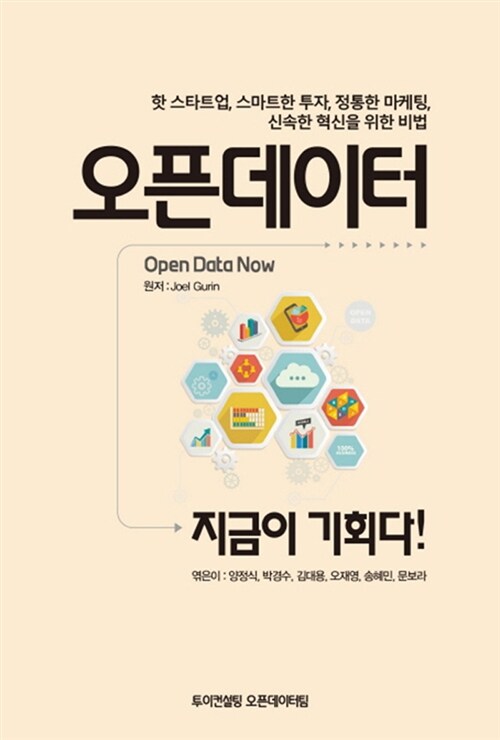 핫 스타트업, 스마트한 투자, 정통한 마케팅,
신속한 혁신을 위한 비법
오픈데이터
Open Data Now
원저 : Joel Gurin
지금이 기회다!
엮은이 : 양정식, 박경수, 김대용, 오재영, 송혜민, 문보라
투이컨설팅 오픈데이터팀